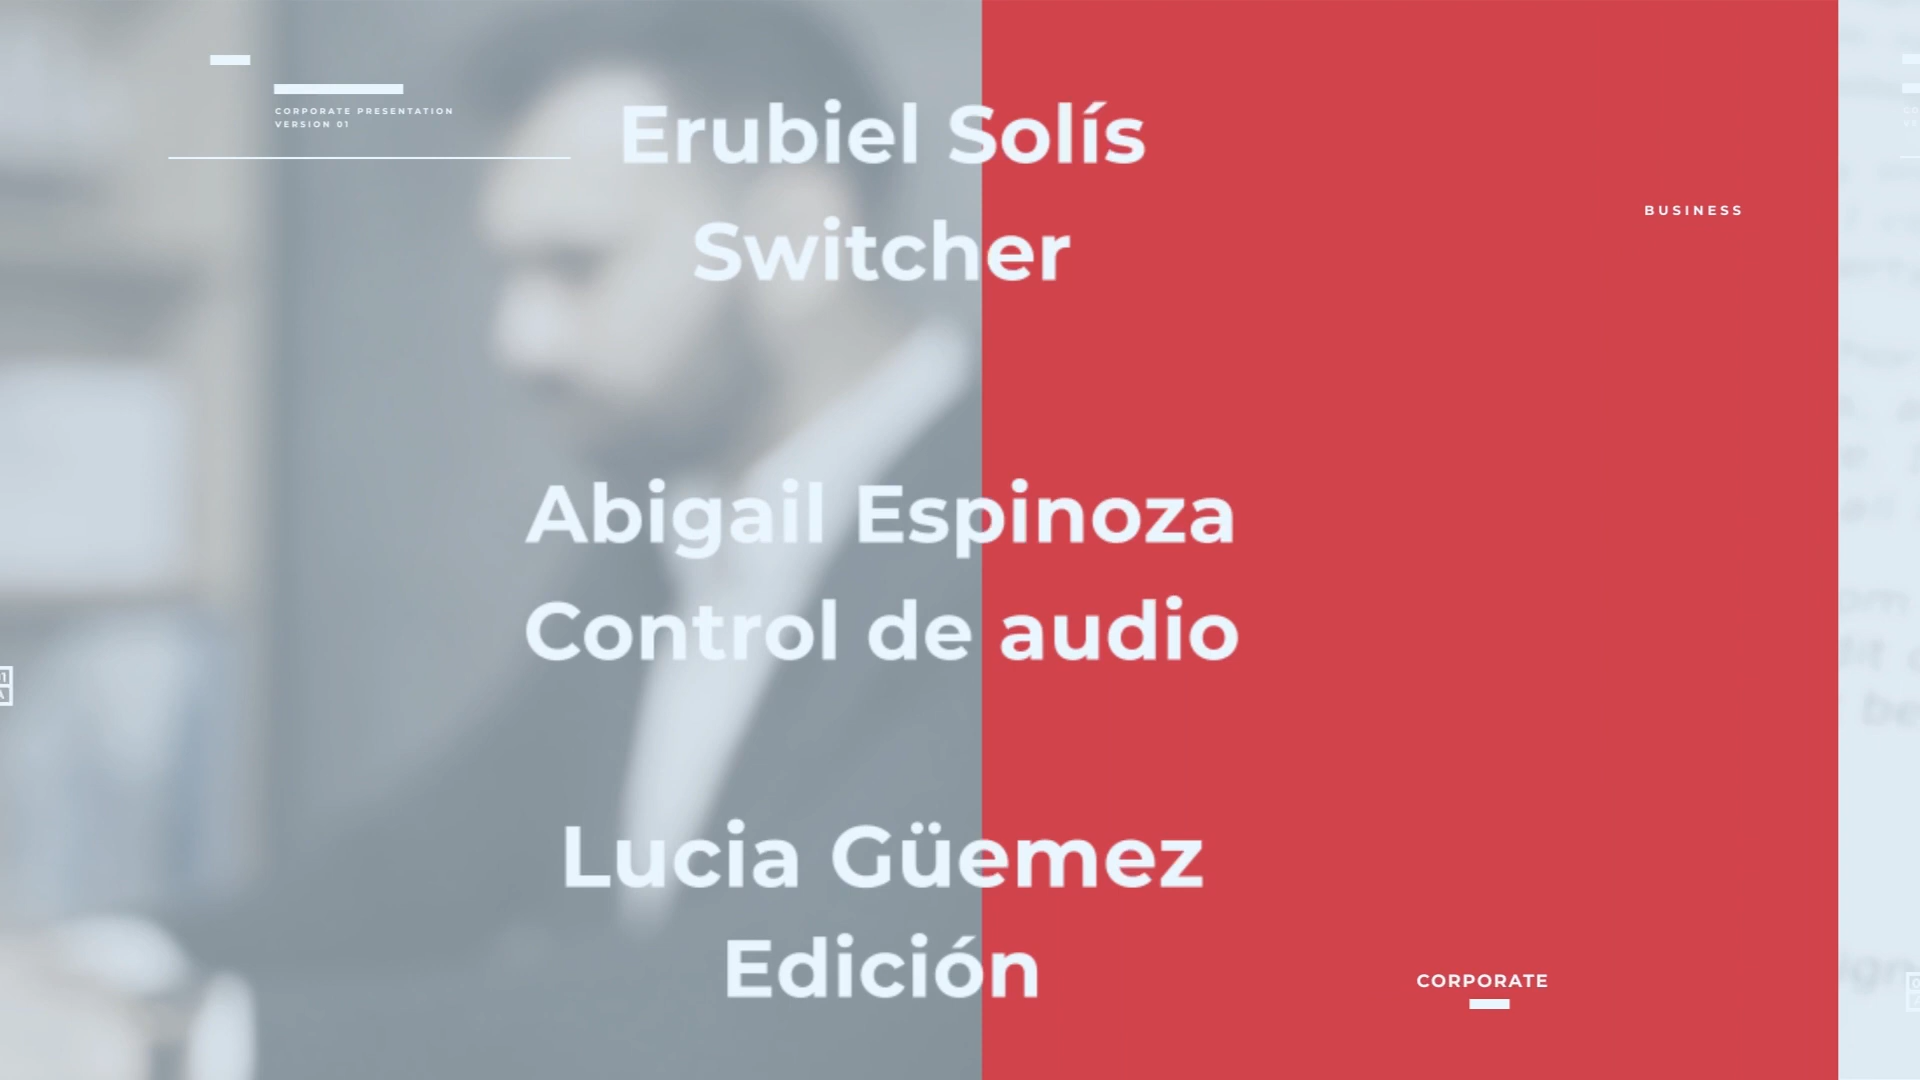 CORPORATE PRESENTATION
VERSION 01
Erubiel Solís
Switcher
BUSINESS
Abigail Espinoza
Control de audio
Lucia Güemez
Edición
CORPORATE